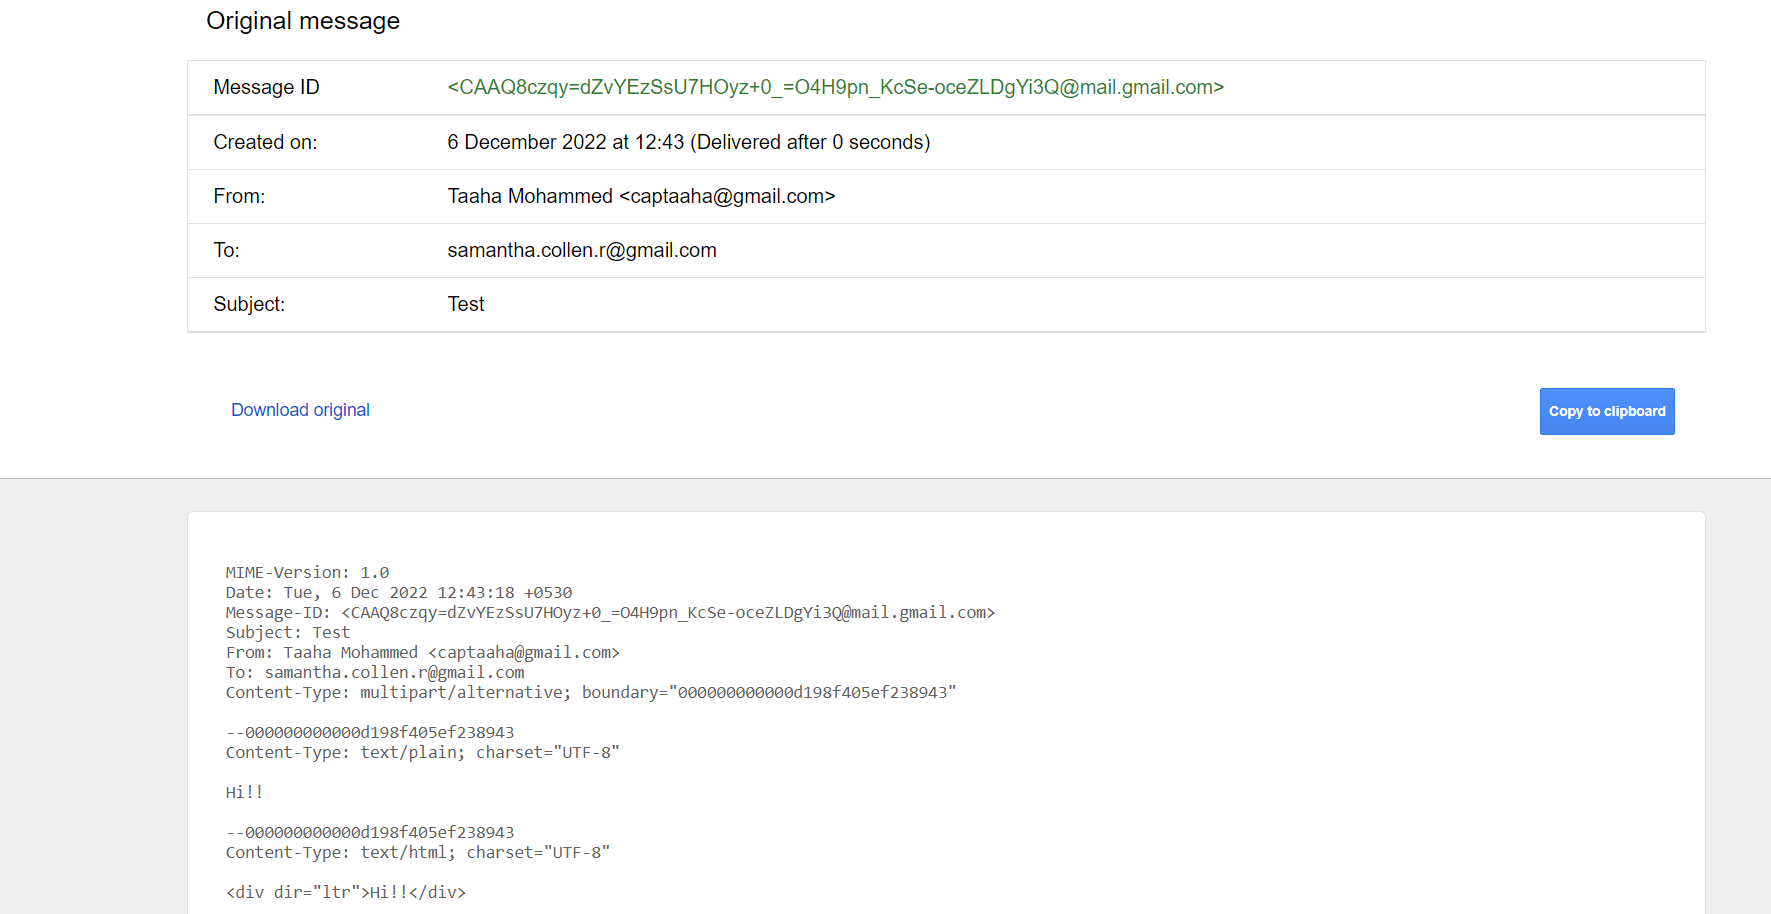 Original message
Message ID <CAAQ8czqy=dZvYEzSsU7HOyz+0_=O4H9pn_KcSe-oceZLDgYi3Q@mail.gmail.com>
Created on: 6 December 2022 at 12:43 (Delivered after 0 seconds)
From: Taaha Mohammed <captaaha@gmail.com>
To: samantha.collen.r@gmail.com
Subject: Test
Download original
Copy to clipboard
MIME-Version: 1.0
Date: Tue, 6 Dec 2022 12:43:18 +0530
Message-ID: <CAAQ8czqy=dZvYEzSsU7HOyz+0_=O4H9pn_KcSe-oceZLDgYi3Q@mail.gmail.com>
Subject: Test
From: Taaha Mohammed <captaaha@gmail.com>
To: samantha.collen.r@gmail.com
Content-Type: multipart/alternative; boundary="000000000000d198f405ef238943"
--000000000000d198f405ef238943
Content-Type: text/plain; charset="UTF-8"
Hi!!
--000000000000d198f405ef238943
Content-Type: text/html; charset="UTF-8"
<div dir="ltr">Hi!!</div>